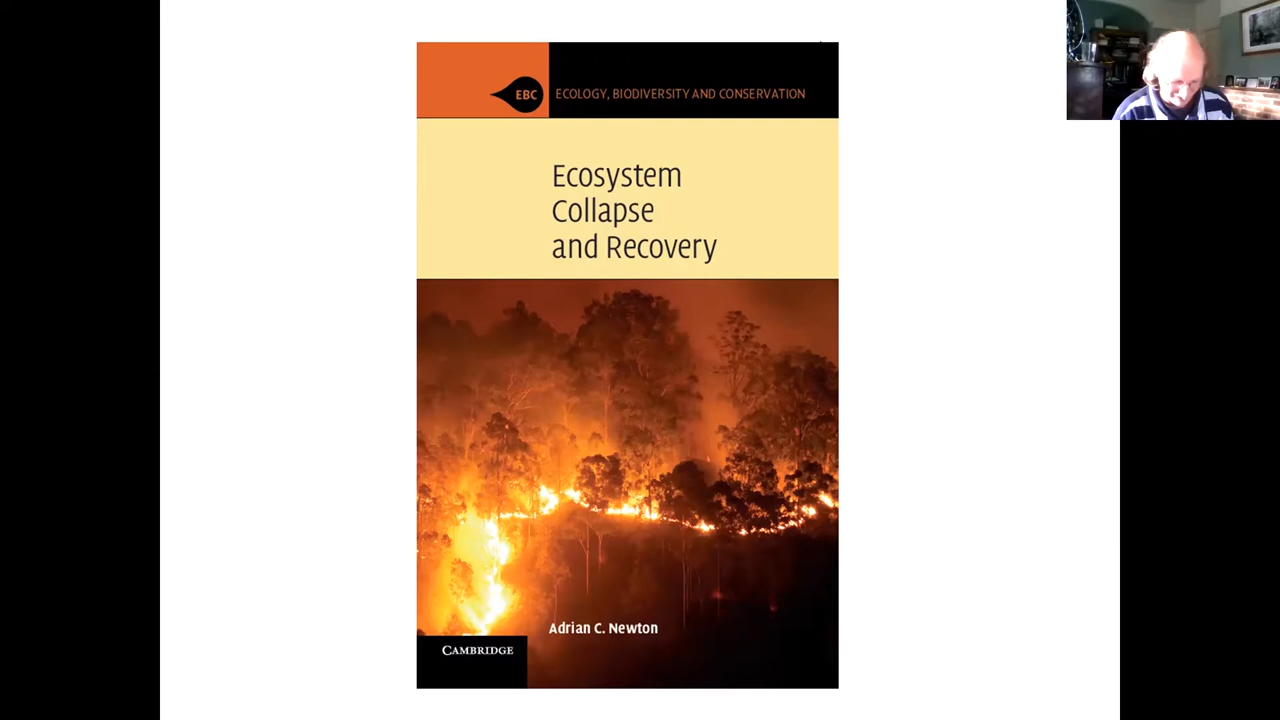 EBC
ECOLOGY, BIODIVERSITY AND CONSERVATION
Ecosystem
Collapse
and Recovery
Adrian C. Newton
CAMBRIDGE